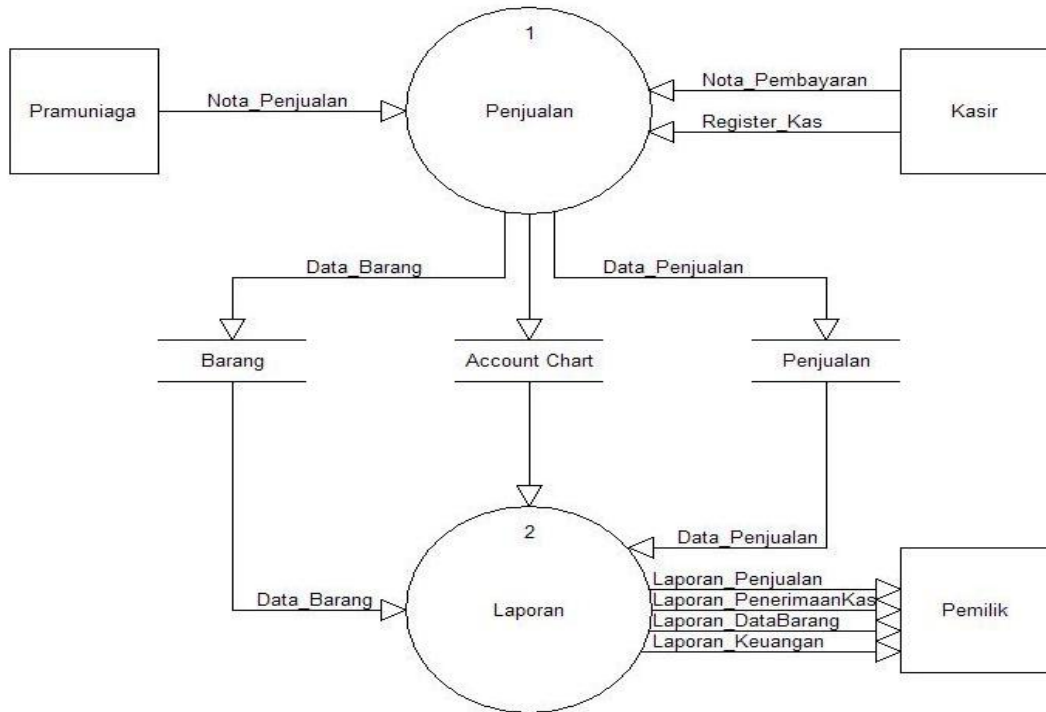 1
Pramuniaga
Nota_Penjualan
Penjualan
Nota_Pembayaran
Register_Kas
Kasir
Data_Barang
Data_Penjualan
Barang
Account Chart
Penjualan
2
Data_Penjualan
Data_Barang
Laporan
Laporan_Penjualan
Laporan_PenerimaanKas
Laporan_DataBarang
Laporan_Keuangan
Pemilik